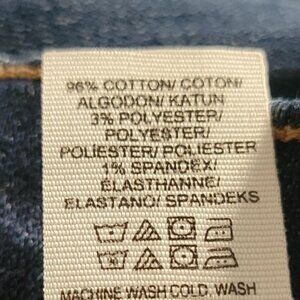 96% COTTON/ COTON/
ALGODON/ KATUN
3% POLYESTER/
POLYESTER/
POLIESTER/ POLIESTER
1% SPANDEX/
ELASTHANNE/
ELASTANO/ SPANDEKS
MACHINE WASH COLD, WASH